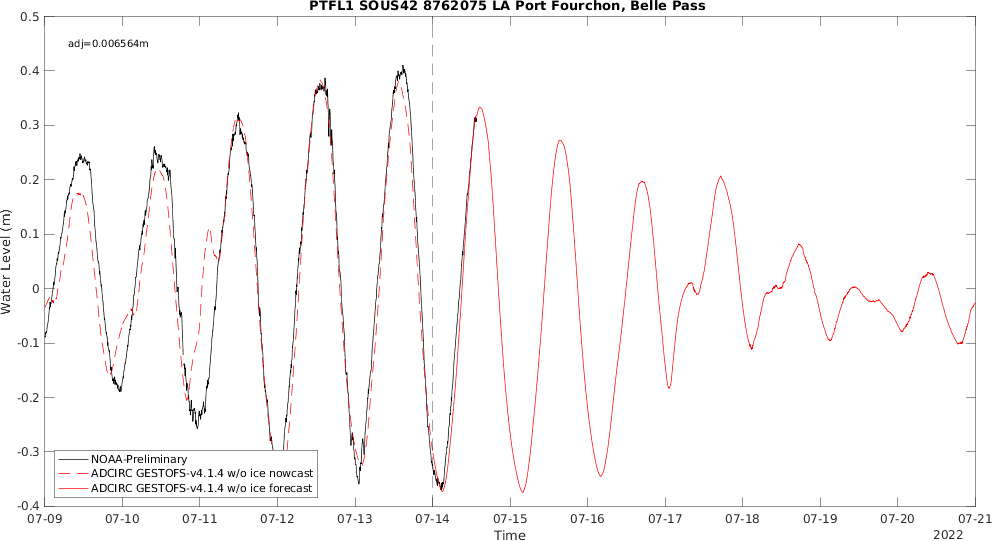 PTFL1 SOUS42 8762075 LA Port Fourchon, Belle Pass
0.5
adj=0.006564m
0.4
0.3
0.2
0.1
0
-0.1
-0.2
-0.3
-0.4
Water Level (m)
NOAA-Preliminary
ADCIRC GESTOFS-v4.1.4 w/o ice nowcast
ADCIRC GESTOFS-v4.1.4 w/o ice forecast
07-09 07-10 07-11 07-12 07-13 07-14 07-15 07-16 07-17 07-18 07-19 07-20 07-21
Time
2022